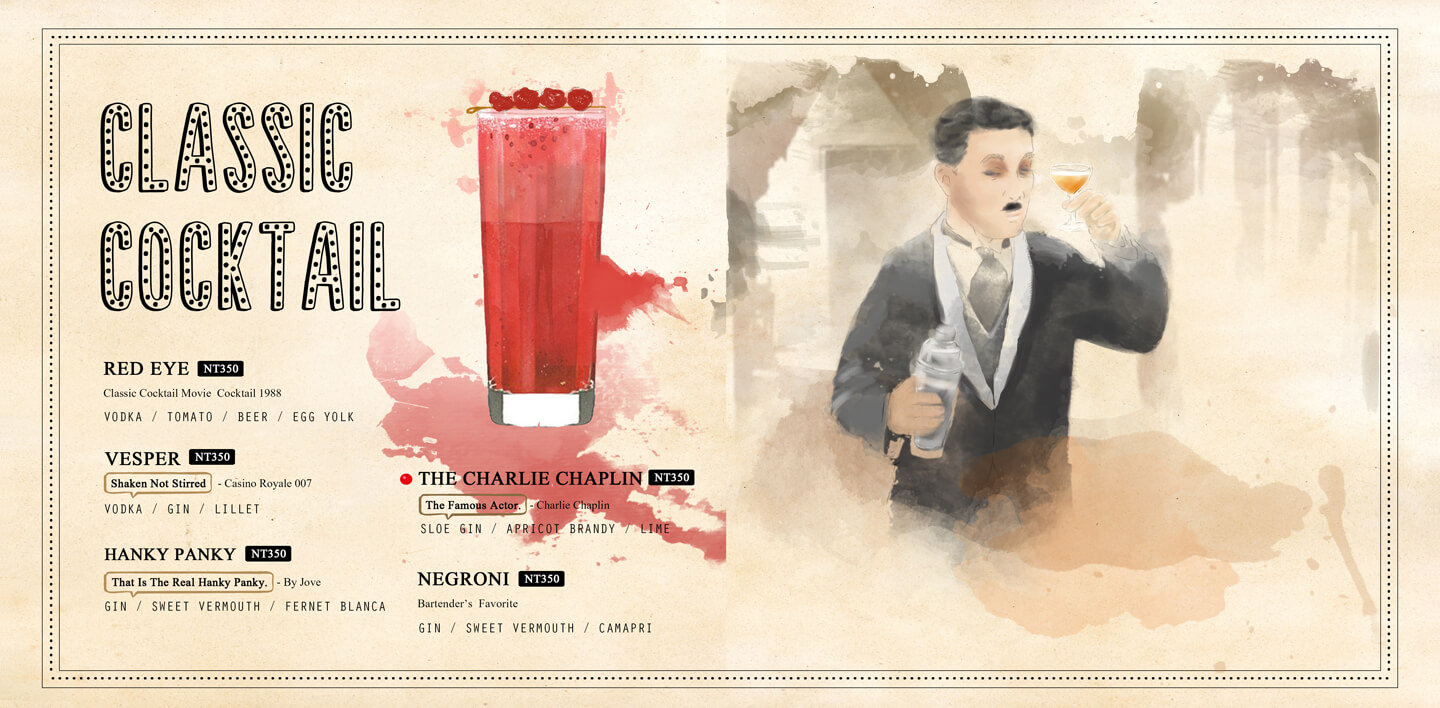 CLASSIC
COCKTAIL
RED EYE NT350
Classic Cocktail Movie Cocktail 1988
VODKA / TOMATO / BEER / EGG YOLK
VESPER NT350
Shaken Not Stirred - Casino Royale 007
VODKA / GIN / LILLET
HANKY PANKY NT350
That Is The Real Hanky Panky. - By Jove
GIN / SWEET VERMOUTH / FERNET BLANCA
THE CHARLIE CHAPLIN NT350
The Famous Actor. - Charlie Chaplin
SLOE GIN / APRICOT BRANDY / LIME
NEGRONI NT350
Bartender's Favorite
GIN / SWEET VERMOUTH / CAMAPRI